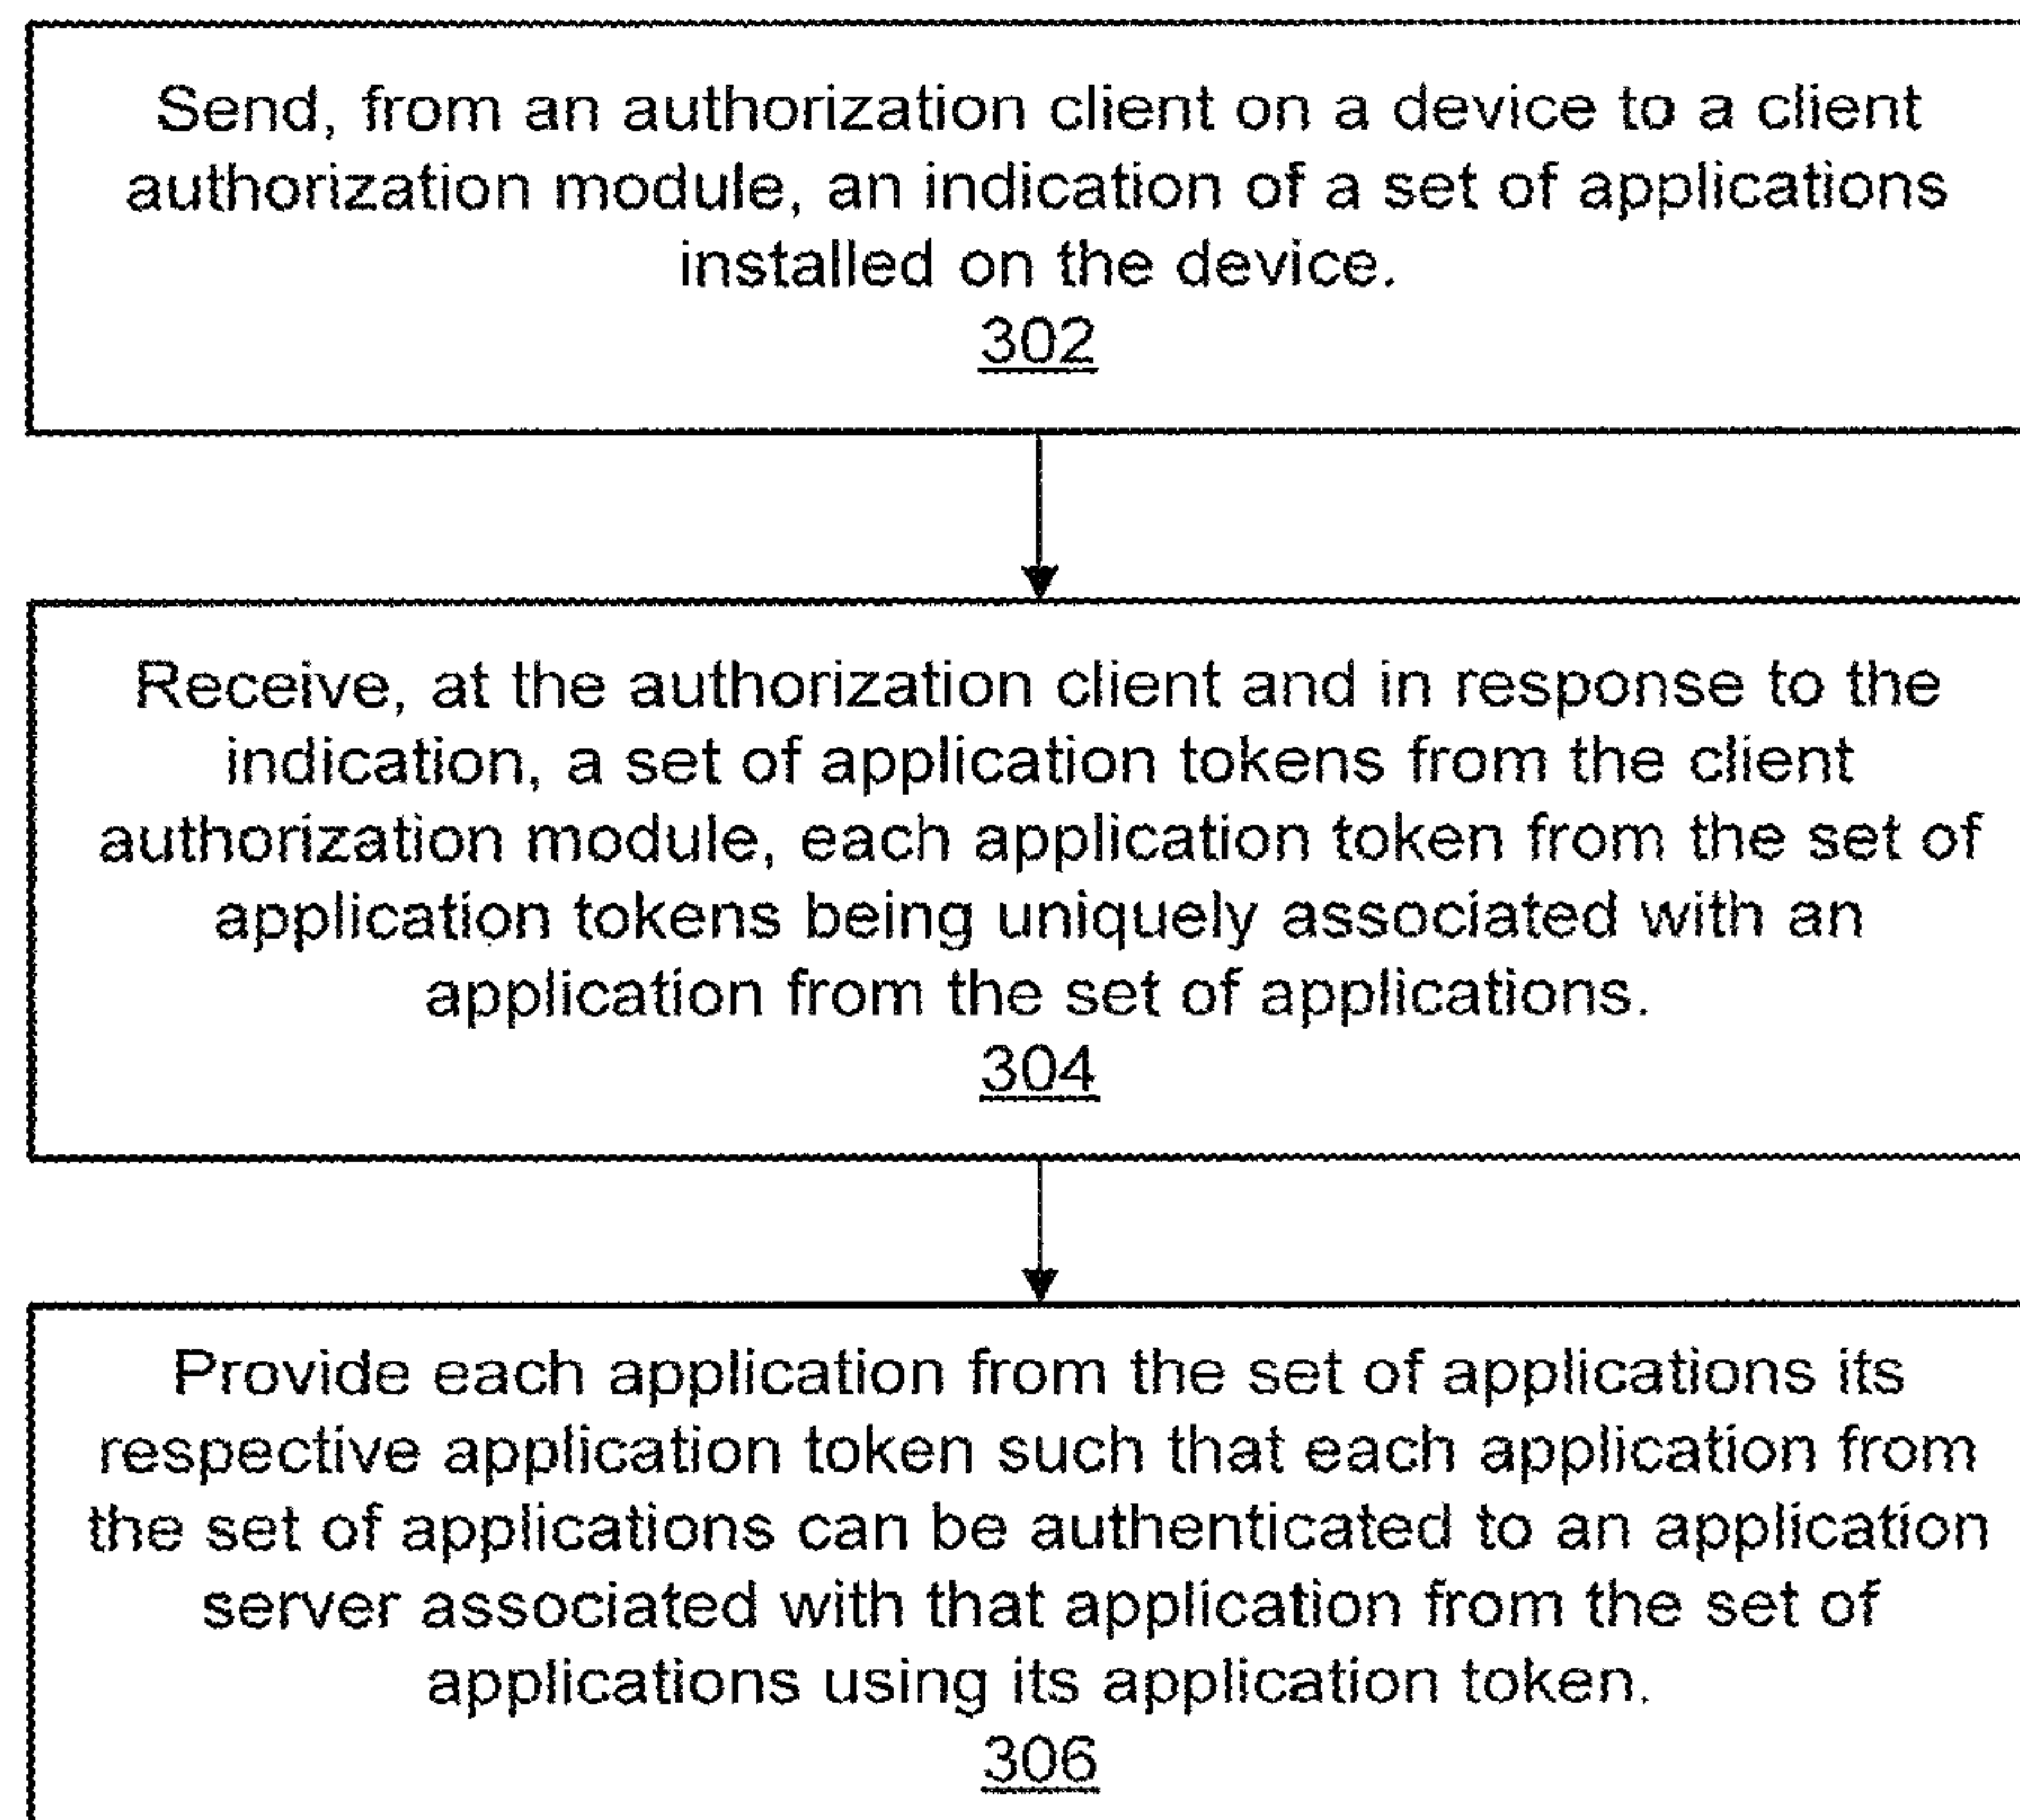 Send, from an authorization client on a device to a client
authorization module, an indication of a set of applications
installed on the device.
302
Receive, at the authorization client and in response to the
indication, a set of application tokens from the client
authorization module, each application token from the set of
application tokens being uniquely associated with an
application from the set of applications.
304
Provide each application from the set of applications its
respective application token such that each application from
the set of applications can be authenticated to an application
server associated with that application from the set of
applications using its application token.
306